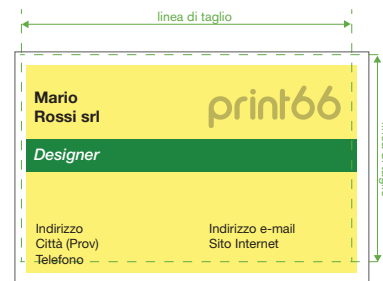 linea di taglio
Mario
Rossi srl
print66
Designer
Indirizzo
Città (Prov)
Telefono
Indirizzo e-mail
Sito Internet